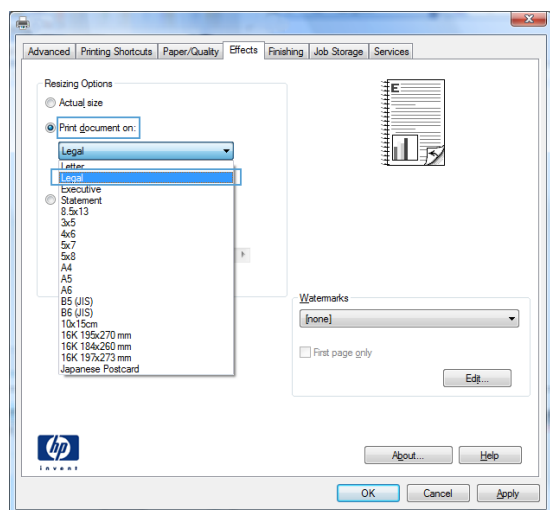 Advanced Printing Shortcuts Paper/Quality Effects Finishing Job Storage Services
Resizing Options
Actual size
Print document on:
Legal
Letter
Legal
Executive
Statement
8.5x13
3x5
4x6
5x7
5x8
A4
A5
A6
B5 (JIS)
B6 (JIS)
10x15cm
16K 195x270 mm
16K 184x260 mm
16K 197x273 mm
Japanese Postcard
E
Watermarks
[none]
First page only
Edit...
hp
invent
About... Help
OK Cancel Apply